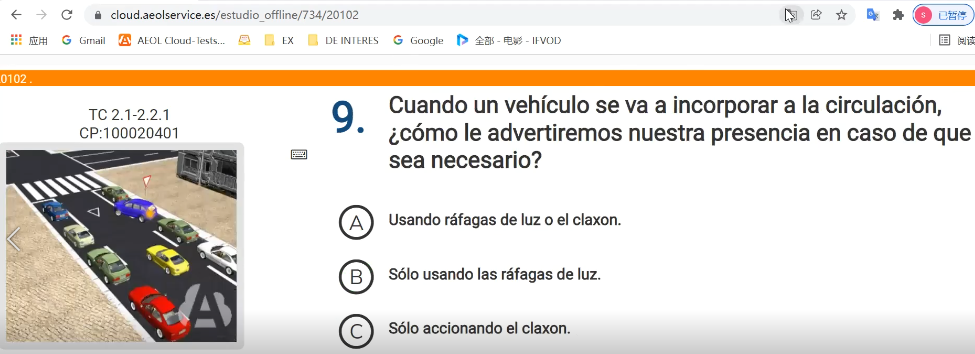 cloud.aeolservice.es/estudio_offline/734/20102
S 已暂停
应用 Gmail AEOL Cloud-Tests... EX DE INTERES Google 全部 - 电影 - IFVOD 阅读
0102 .
TC 2.1-2.2.1
CP:100020401
9. Cuando un vehículo se va a incorporar a la circulación,
¿cómo le advertiremos nuestra presencia en caso de que
sea necesario?
A Usando ráfagas de luz o el claxon.
B Sólo usando las ráfagas de luz.
C Sólo accionando el claxon.